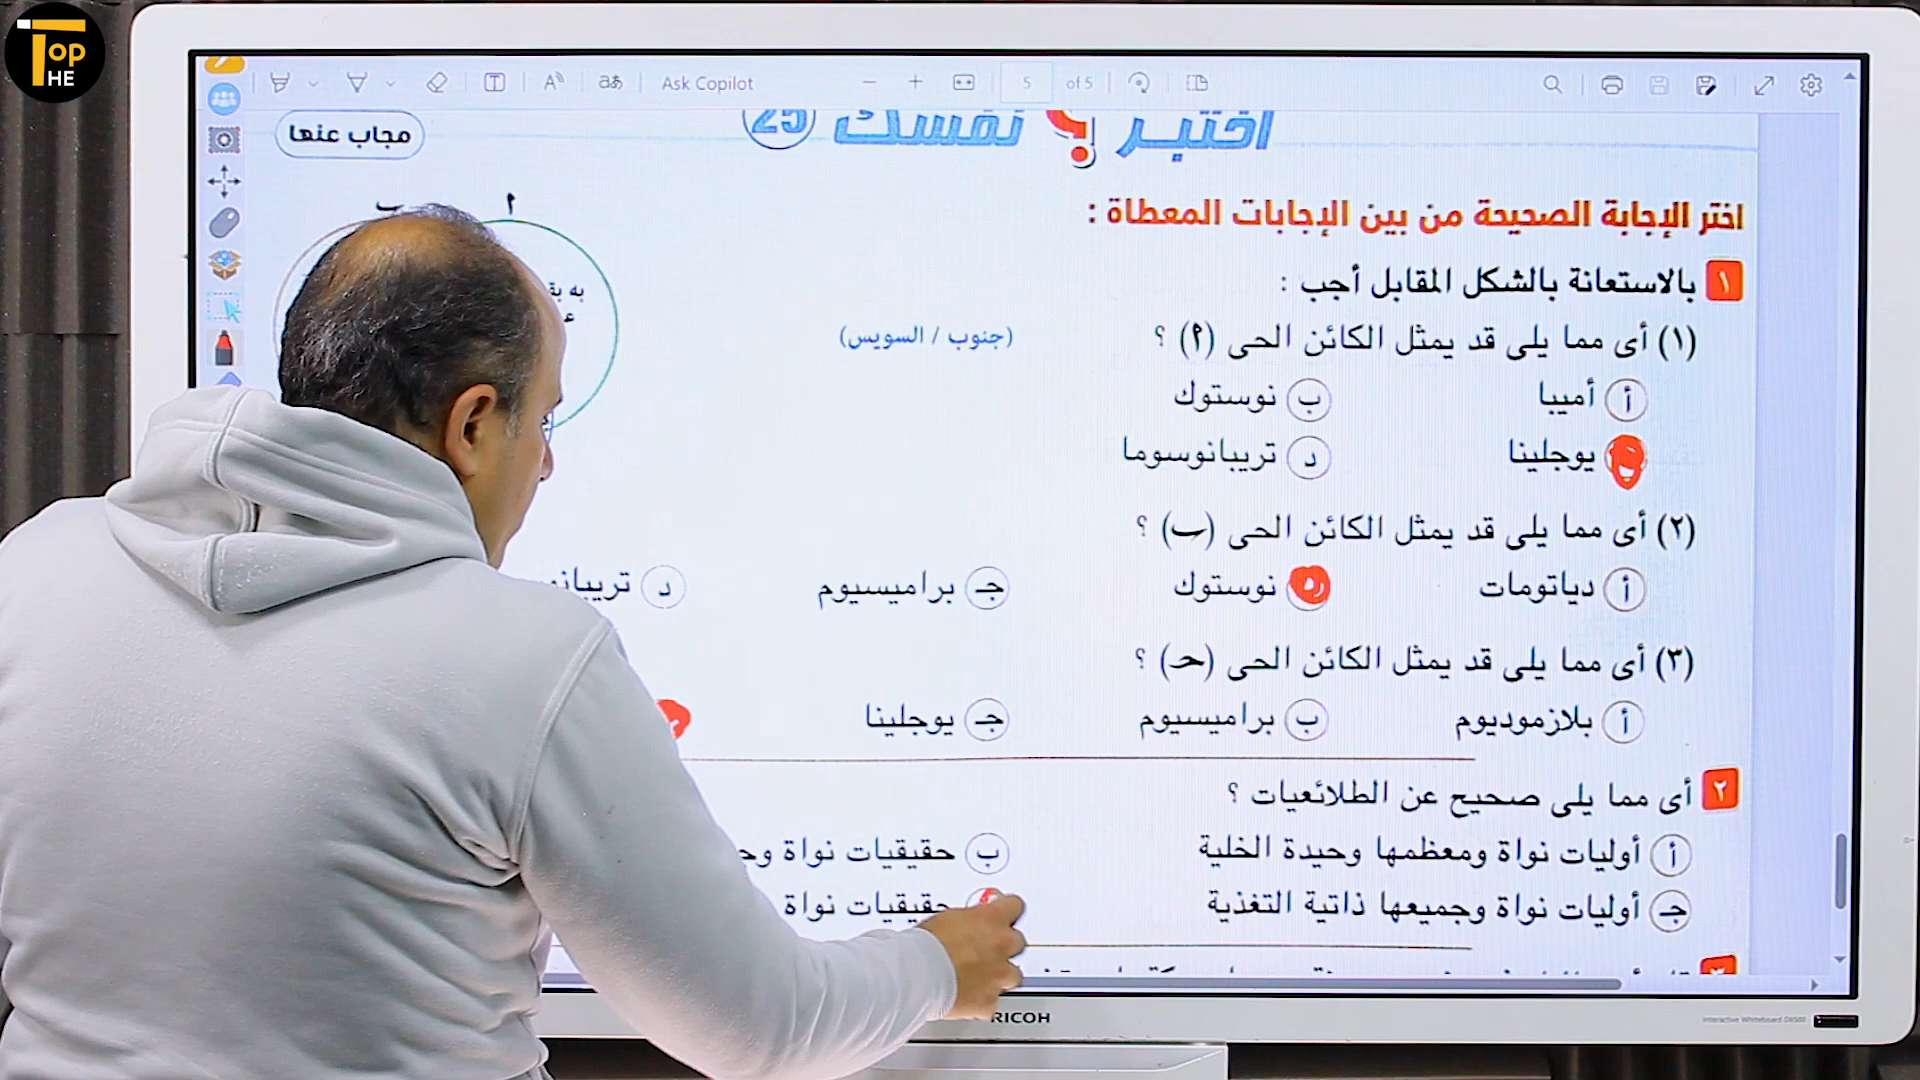 TOP
THE
Ask Copilot
5 of 5
اختبر نفسك 25
مجاب عنها
اختر الإجابة الصحيحة من بين الإجابات المعطاة :
١ بالاستعانة بالشكل المقابل أجب :
(١) أى مما يلى قد يمثل الكائن الحى (أ) ؟ (جنوب / السويس)
أ أميبا
ب نوستوك
يوجلينا
د تريبانوسوما
(٢) أى مما يلى قد يمثل الكائن الحى (ب) ؟
أ دياتومات
نوستوك
جـ براميسيوم
د
(٣) أى مما يلى قد يمثل الكائن الحى (حـ) ؟
أ بلازموديوم
ب براميسيوم
جـ يوجلينا
٢ أى مما يلى صحيح عن الطلائعيات ؟
أ أوليات نواة ومعظمها وحيدة الخلية
ب حقيقيات نواة
جـ أوليات نواة وجميعها ذاتية التغذية
حقيقيات نواة
أ
ب
به
RICOH